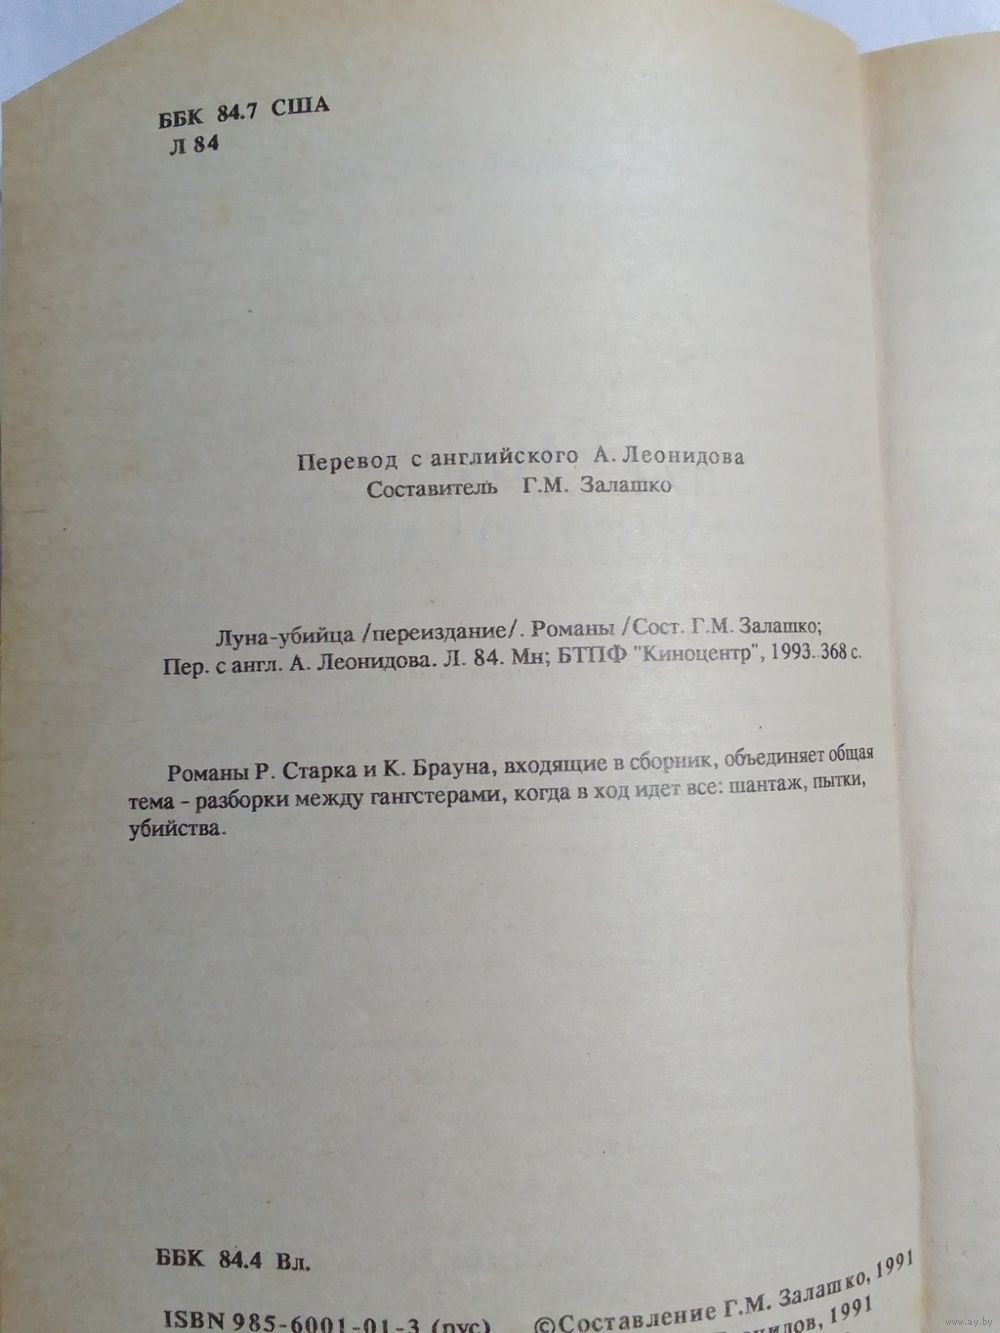 ББК 84.7 США
Л 84
Перевод с английского А. Леонидова
Составитель Г.М. Залашко
Луна-убийца /переиздание/. Романы /Сост. Г.М. Залашко;
Пер. с англ. А. Леонидова. Л. 84. Мн; БТПФ "Киноцентр", 1993. 368 с.
Романы Р. Старка и К. Брауна, входящие в сборник, объединяет общая
тема - разборки между гангстерами, когда в ход идет все: шантаж, пытки,
убийства.
ББК 84.4 Вл.
ISBN 985-6001-01-3 (рус) ©Составление Г.М. Залашко, 1991
1991
www.ay.by